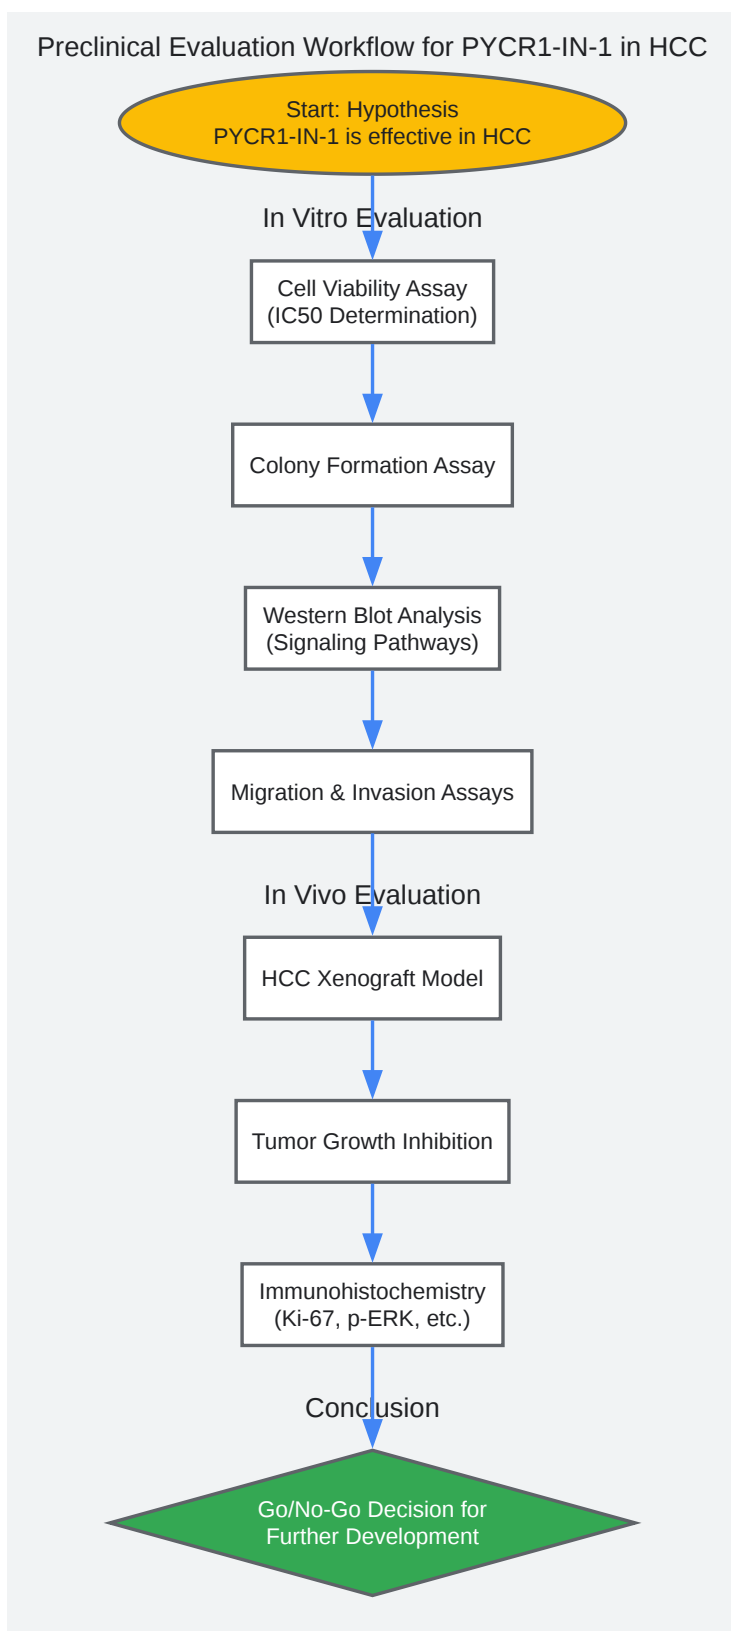 Preclinical Evaluation Workflow for PYCR1-IN-1 in HCC
Start: Hypothesis
PYCR1-IN-1 is effective in HCC
In Vitro Evaluation
Cell Viability Assay
(IC50 Determination)
Colony Formation Assay
Western Blot Analysis
(Signaling Pathways)
Migration & Invasion Assays
In Vivo Evaluation
HCC Xenograft Model
Tumor Growth Inhibition
Immunohistochemistry
(Ki-67, p-ERK, etc.)
Conclusion
Go/No-Go Decision for
Further Development